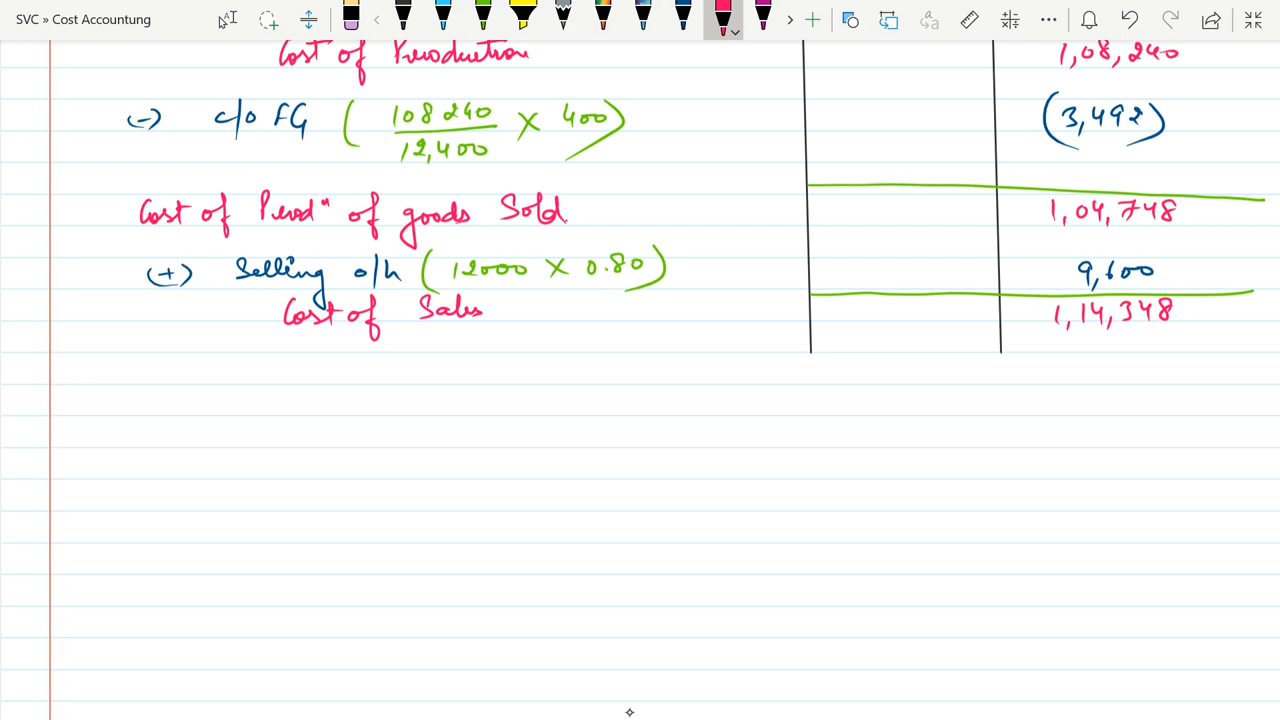 SVC » Cost Accountung
Cost of Production 1,08,240
(-) c/o FG ( 108240 / 12,400 × 400 ) (3,492)
Cost of Prodⁿ of goods Sold 1,04,748
(+) Selling o/h ( 12000 × 0.80 ) 9,600
Cost of Sales 1,14,348